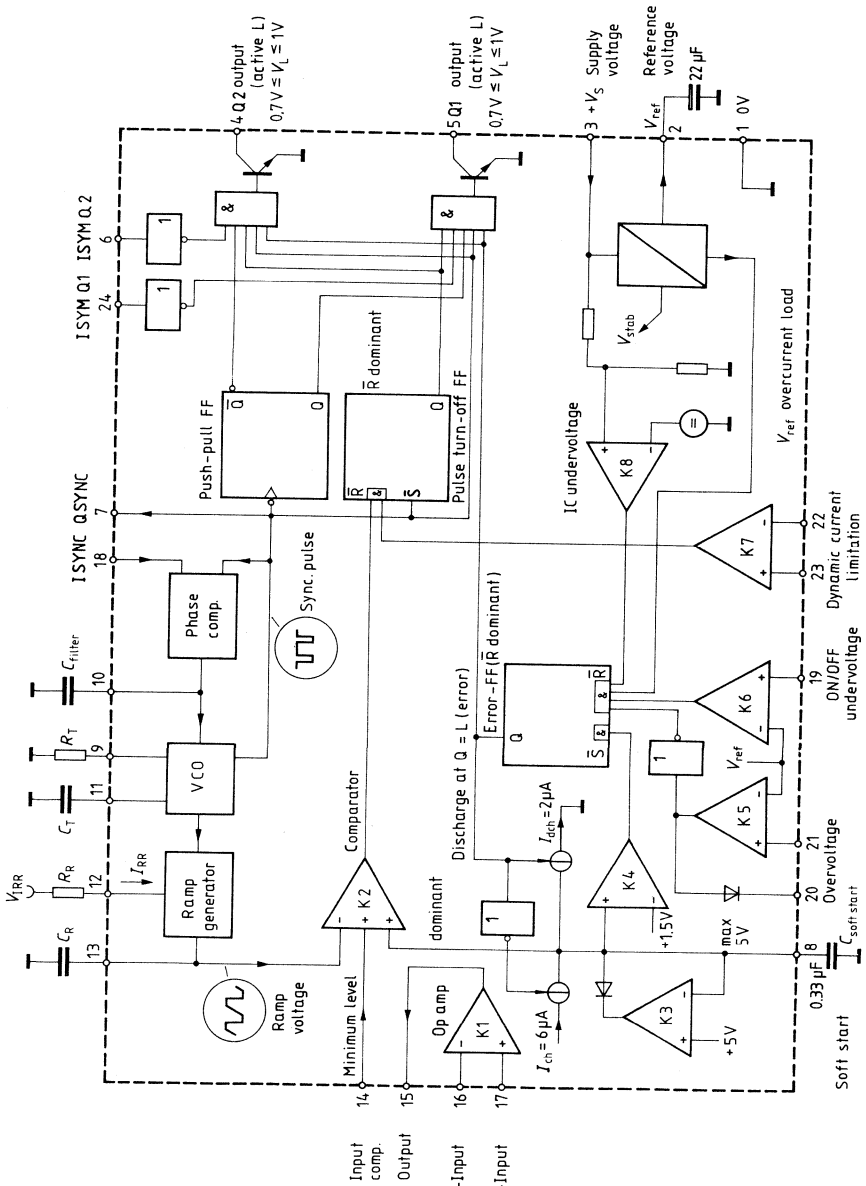 V_IRR
C_R
R_R
C_T
R_T
C_filter
ISYNC QSYNC
ISYM Q1 ISYM Q2
13
12
11
9
10
18
7
24
6
I_RR
Ramp generator
VCO
Phase comp.
1
1
Ramp voltage
Sync. pulse
Push-pull FF
Q̅
Q
&
4 Q2 output
(active L)
0,7V ≤ V_L ≤ 1V
R̅ dominant
R̅
&
S̅
Q
Pulse turn-off FF
&
5 Q1 output
(active L)
0,7V ≤ V_L ≤ 1V
Minimum level
Comparator
K2
-
+
+
dominant
Input comp.
14
Output
15
-Input
16
-Input
17
Op amp
K1
-
+
Discharge at Q = L (error)
1
I_ch = 6µA
I_dch = 2µA
Error-FF (R̅ dominant)
Q
S̅
&
&
R̅
IC undervoltage
K8
+
-
=
V_stab
3 +V_S Supply voltage
V_ref
2
Reference voltage
22 µF
1 0V
V_ref overcurrent load
K3
+
-
+5V
K4
+
-
+1,5V
max 5V
1
K5
+
-
V_ref
K6
-
+
K7
+
-
8
20
21
19
23
22
0.33 µF
C_soft start
Soft start
Overvoltage
ON/OFF undervoltage
Dynamic current limitation